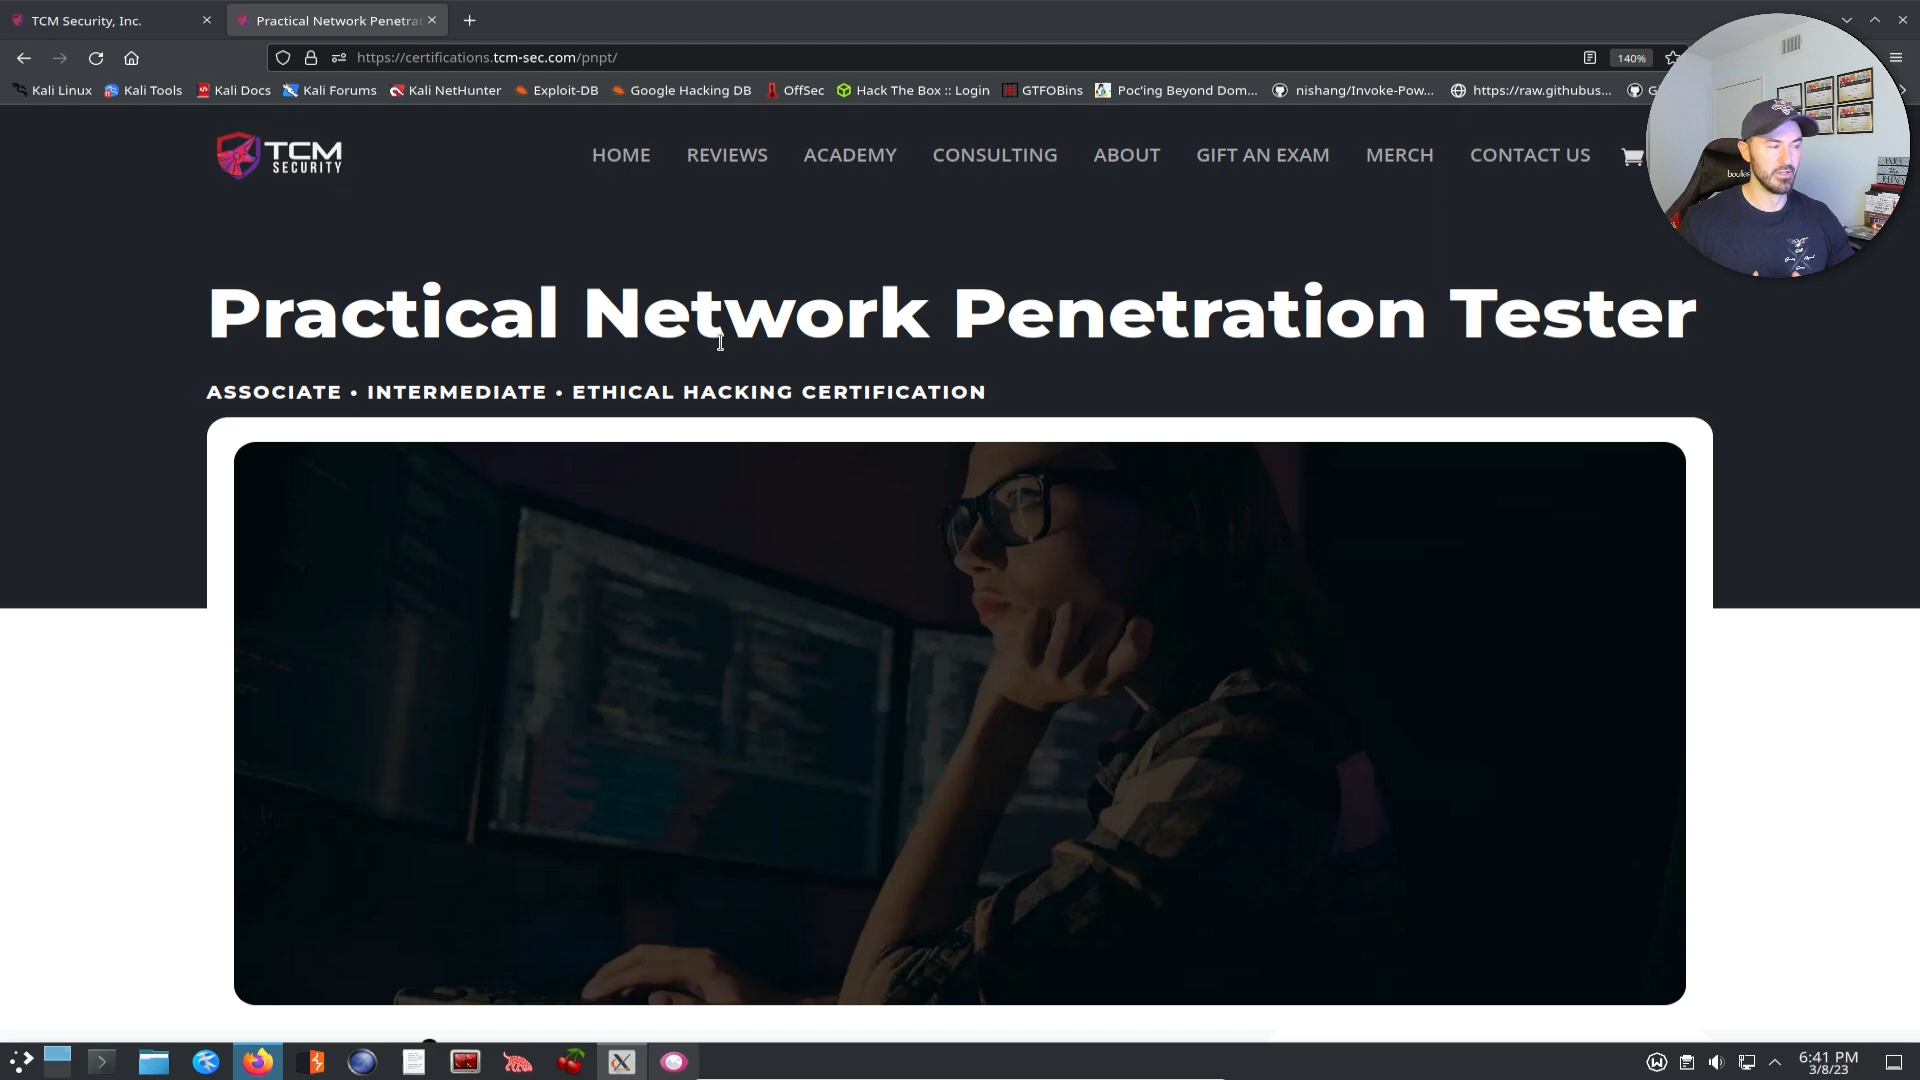 TCM Security, Inc.
Practical Network Penetrat
https://certifications.tcm-sec.com/pnpt/
140%
Kali Linux
Kali Tools
Kali Docs
Kali Forums
Kali NetHunter
Exploit-DB
Google Hacking DB
OffSec
Hack The Box :: Login
GTFOBins
Poc'ing Beyond Dom...
nishang/Invoke-Pow...
https://raw.githubus...
TCM
SECURITY
HOME
REVIEWS
ACADEMY
CONSULTING
ABOUT
GIFT AN EXAM
MERCH
CONTACT US
Practical Network Penetration Tester
ASSOCIATE • INTERMEDIATE • ETHICAL HACKING CERTIFICATION
6:41 PM
3/8/23